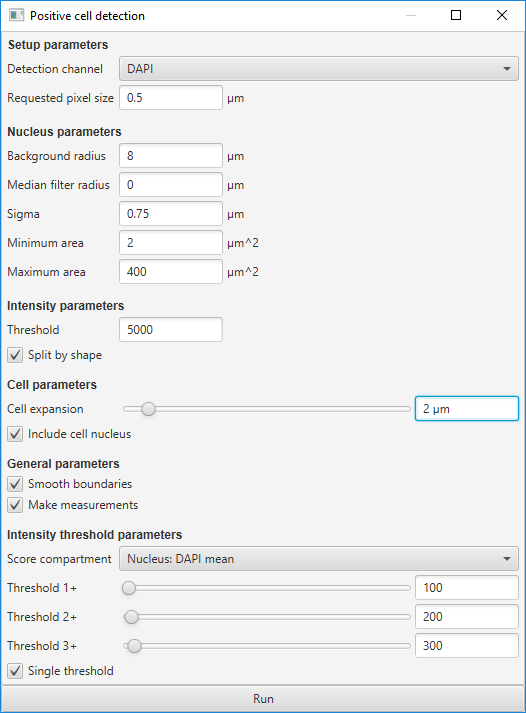 Positive cell detection
Setup parameters
Detection channel DAPI
Requested pixel size 0.5 µm
Nucleus parameters
Background radius 8 µm
Median filter radius 0 µm
Sigma 0.75 µm
Minimum area 2 µm^2
Maximum area 400 µm^2
Intensity parameters
Threshold 5000
Split by shape
Cell parameters
Cell expansion 2 µm
Include cell nucleus
General parameters
Smooth boundaries
Make measurements
Intensity threshold parameters
Score compartment Nucleus: DAPI mean
Threshold 1+ 100
Threshold 2+ 200
Threshold 3+ 300
Single threshold
Run